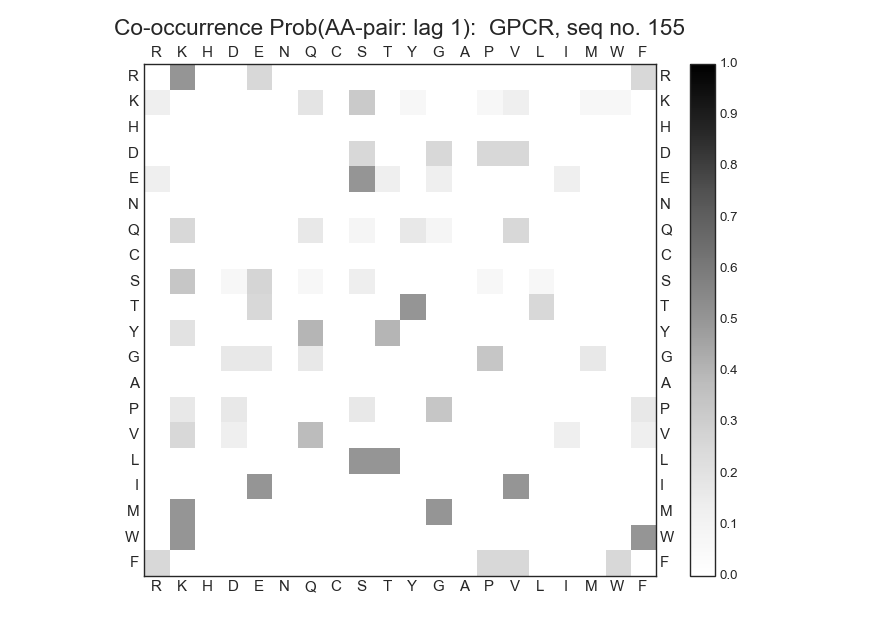 Co-occurrence Prob(AA-pair: lag 1):  GPCR, seq no. 155
R K H D E N Q C S T Y G A P V L I M W F
R R 1.0
K K 0.9
H H
D D 0.8
E E
N N 0.7
Q Q
C C 0.6
S S
T T 0.5
Y Y
G G 0.4
A A
P P 0.3
V V
L L 0.2
I I
M M 0.1
W W
F F 0.0
R K H D E N Q C S T Y G A P V L I M W F